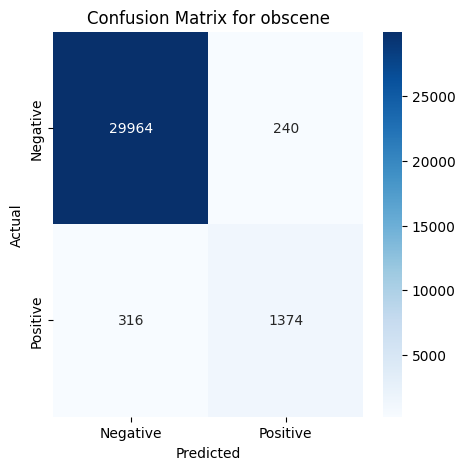 Confusion Matrix for obscene
Negative
29964
240
Actual
Positive
316
1374
Negative
Positive
Predicted
25000
20000
15000
10000
5000